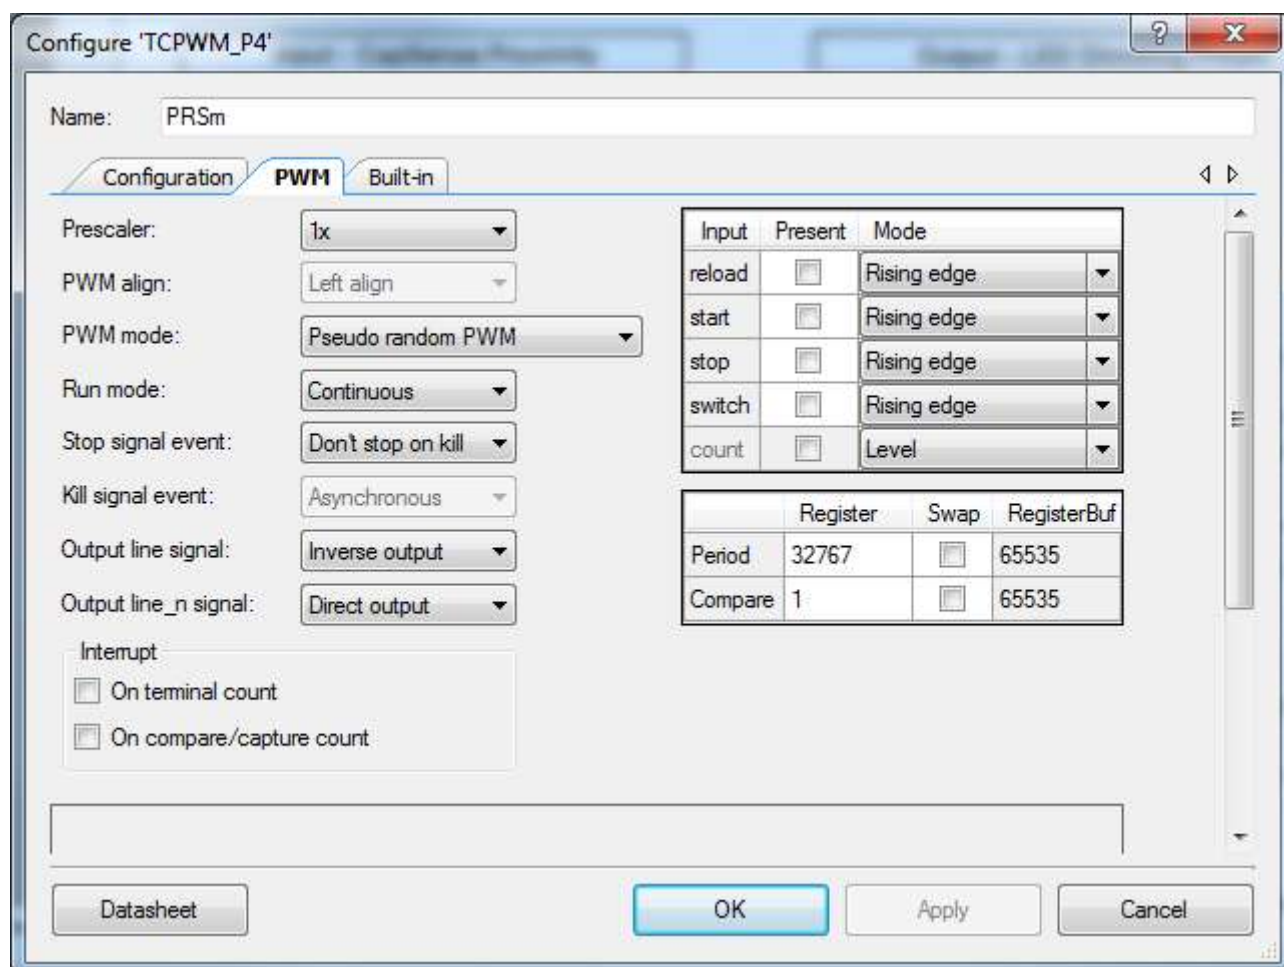 Configure 'TCPWM_P4'
Name: PRSm
Configuration PWM Built-in
Prescaler: 1x
PWM align: Left align
PWM mode: Pseudo random PWM
Run mode: Continuous
Stop signal event: Don't stop on kill
Kill signal event: Asynchronous
Output line signal: Inverse output
Output line_n signal: Direct output
Interrupt
On terminal count
On compare/capture count
Input Present Mode
reload Rising edge
start Rising edge
stop Rising edge
switch Rising edge
count Level
Register Swap RegisterBuf
Period 32767 65535
Compare 1 65535
Datasheet OK Apply Cancel